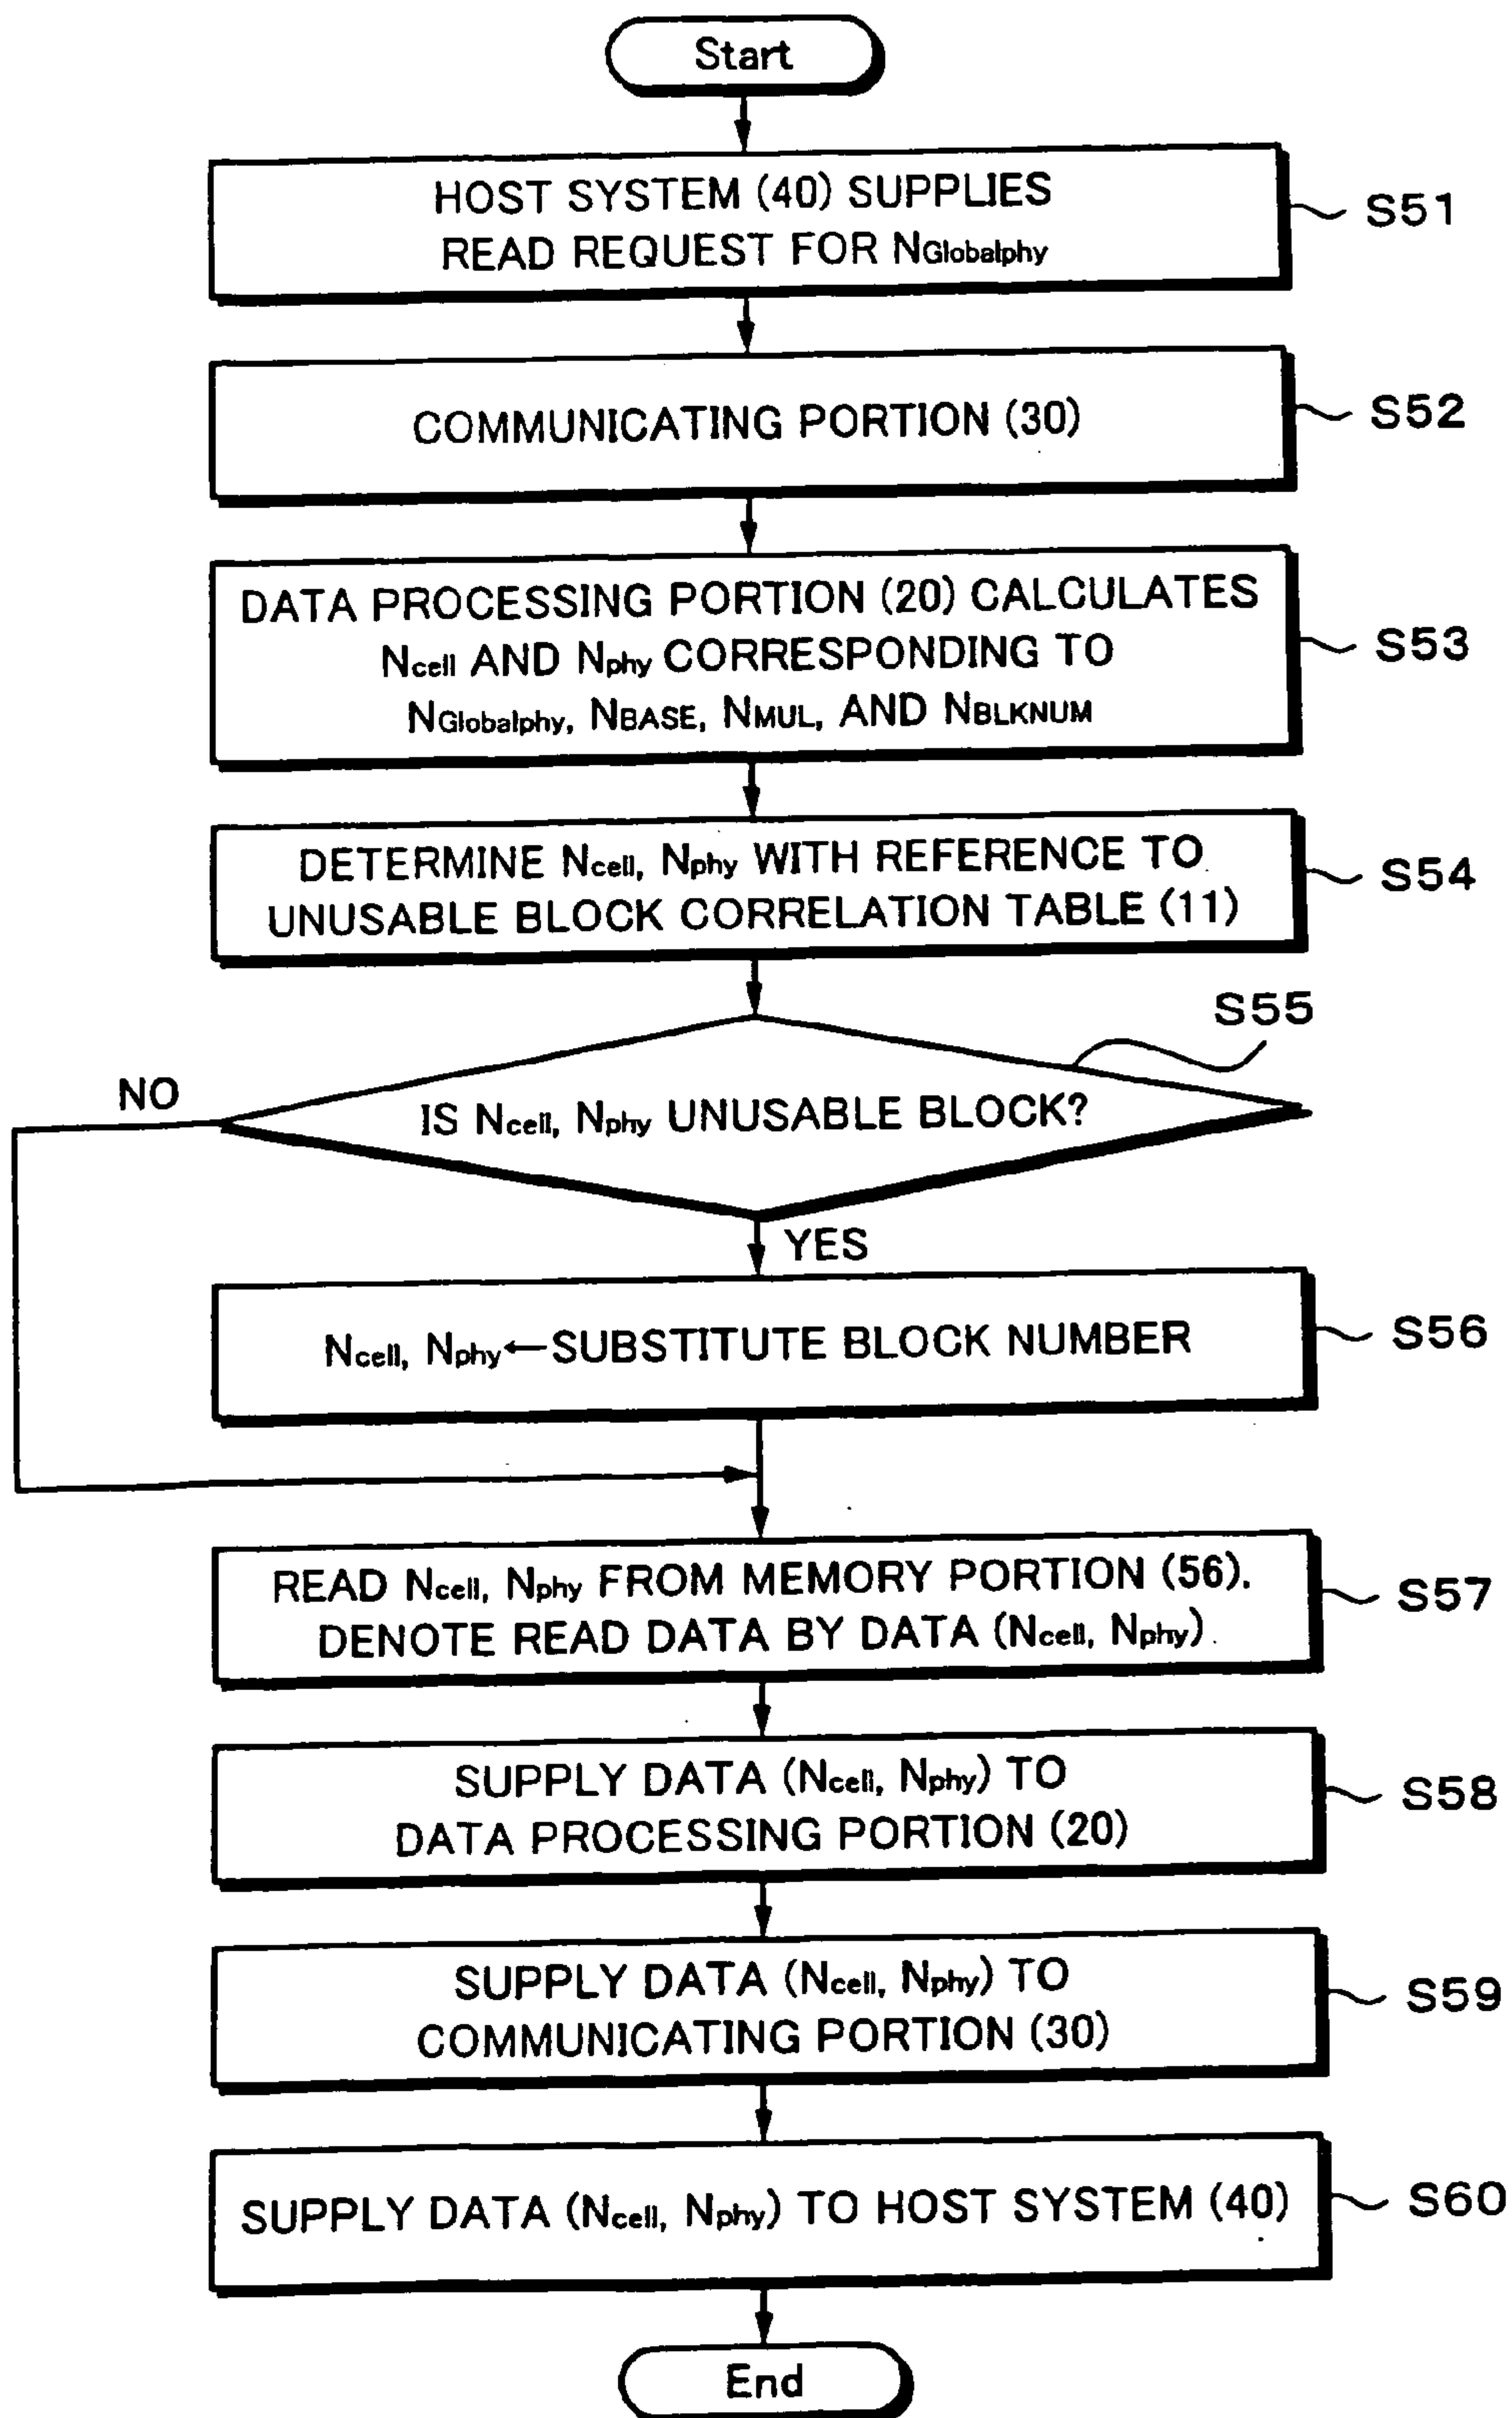 Start
HOST SYSTEM (40) SUPPLIES
READ REQUEST FOR NGlobalphy
S51
COMMUNICATING PORTION (30)
S52
DATA PROCESSING PORTION (20) CALCULATES
Ncell AND Nphy CORRESPONDING TO
NGlobalphy, NBASE, NMUL, AND NBLKNUM
S53
DETERMINE Ncell, Nphy WITH REFERENCE TO
UNUSABLE BLOCK CORRELATION TABLE (11)
S54
S55
NO
IS Ncell, Nphy UNUSABLE BLOCK?
YES
Ncell, Nphy←SUBSTITUTE BLOCK NUMBER
S56
READ Ncell, Nphy FROM MEMORY PORTION (56).
DENOTE READ DATA BY DATA (Ncell, Nphy).
S57
SUPPLY DATA (Ncell, Nphy) TO
DATA PROCESSING PORTION (20)
S58
SUPPLY DATA (Ncell, Nphy) TO
COMMUNICATING PORTION (30)
S59
SUPPLY DATA (Ncell, Nphy) TO HOST SYSTEM (40)
S60
End